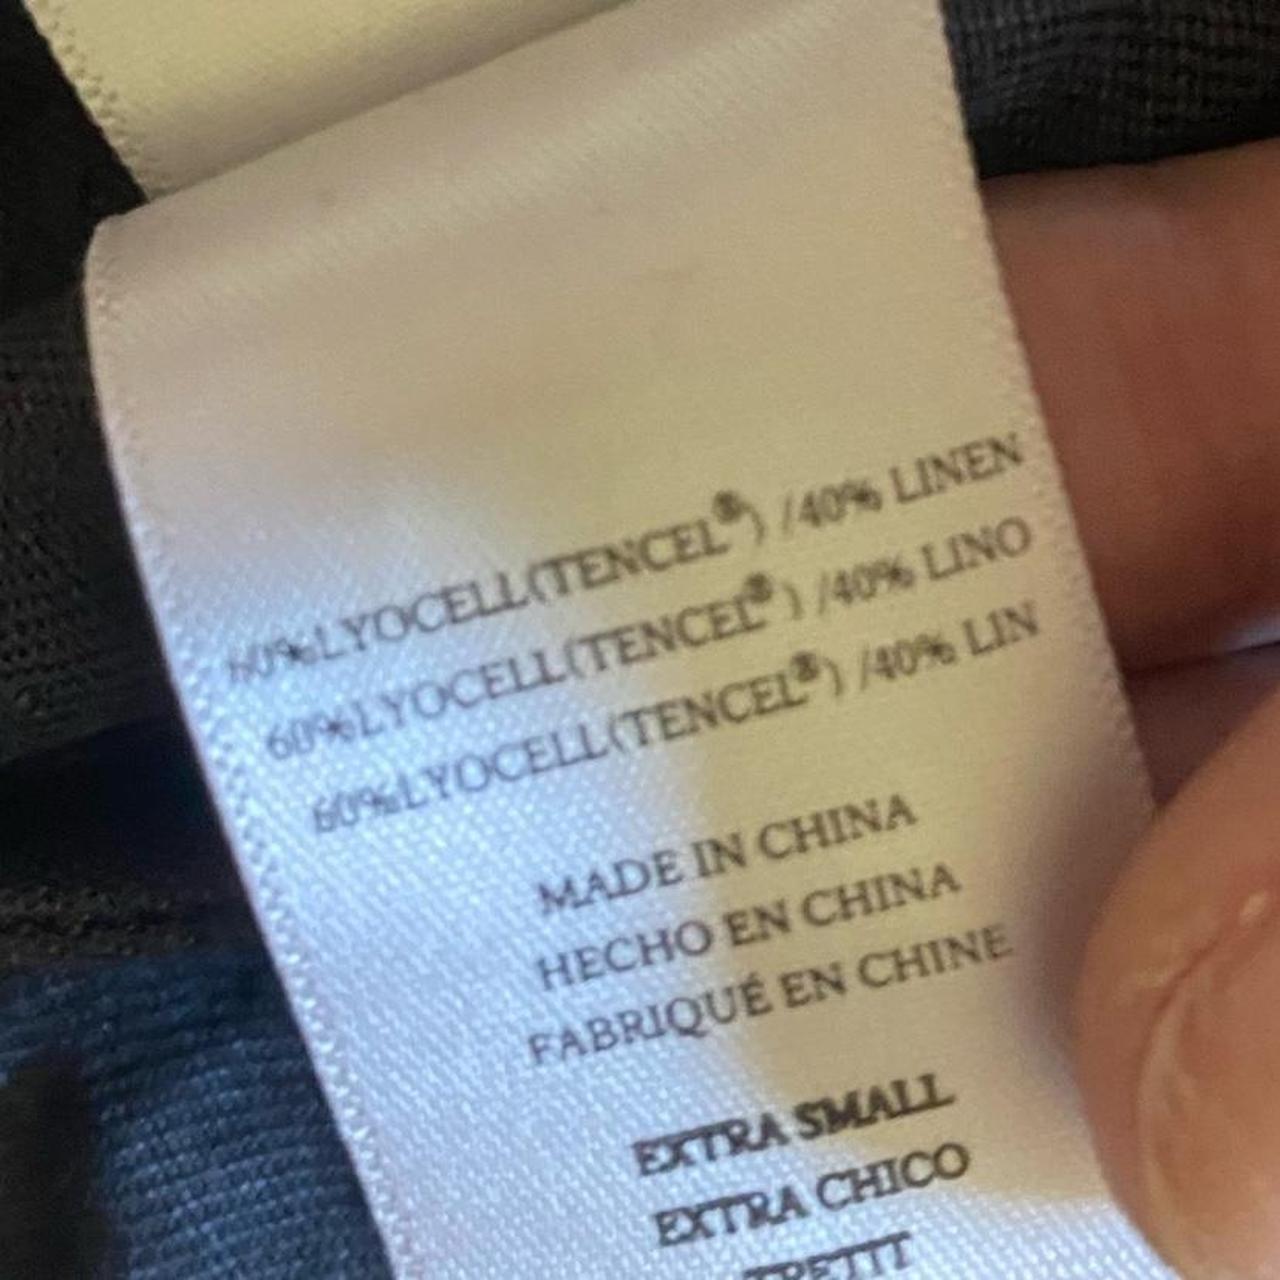 60%LYOCELL(TENCEL®) /40% LINEN
60%LYOCELL(TENCEL®) /40% LINO
60%LYOCELL(TENCEL®) /40% LIN
MADE IN CHINA
HECHO EN CHINA
FABRIQUÉ EN CHINE
EXTRA SMALL
EXTRA CHICO